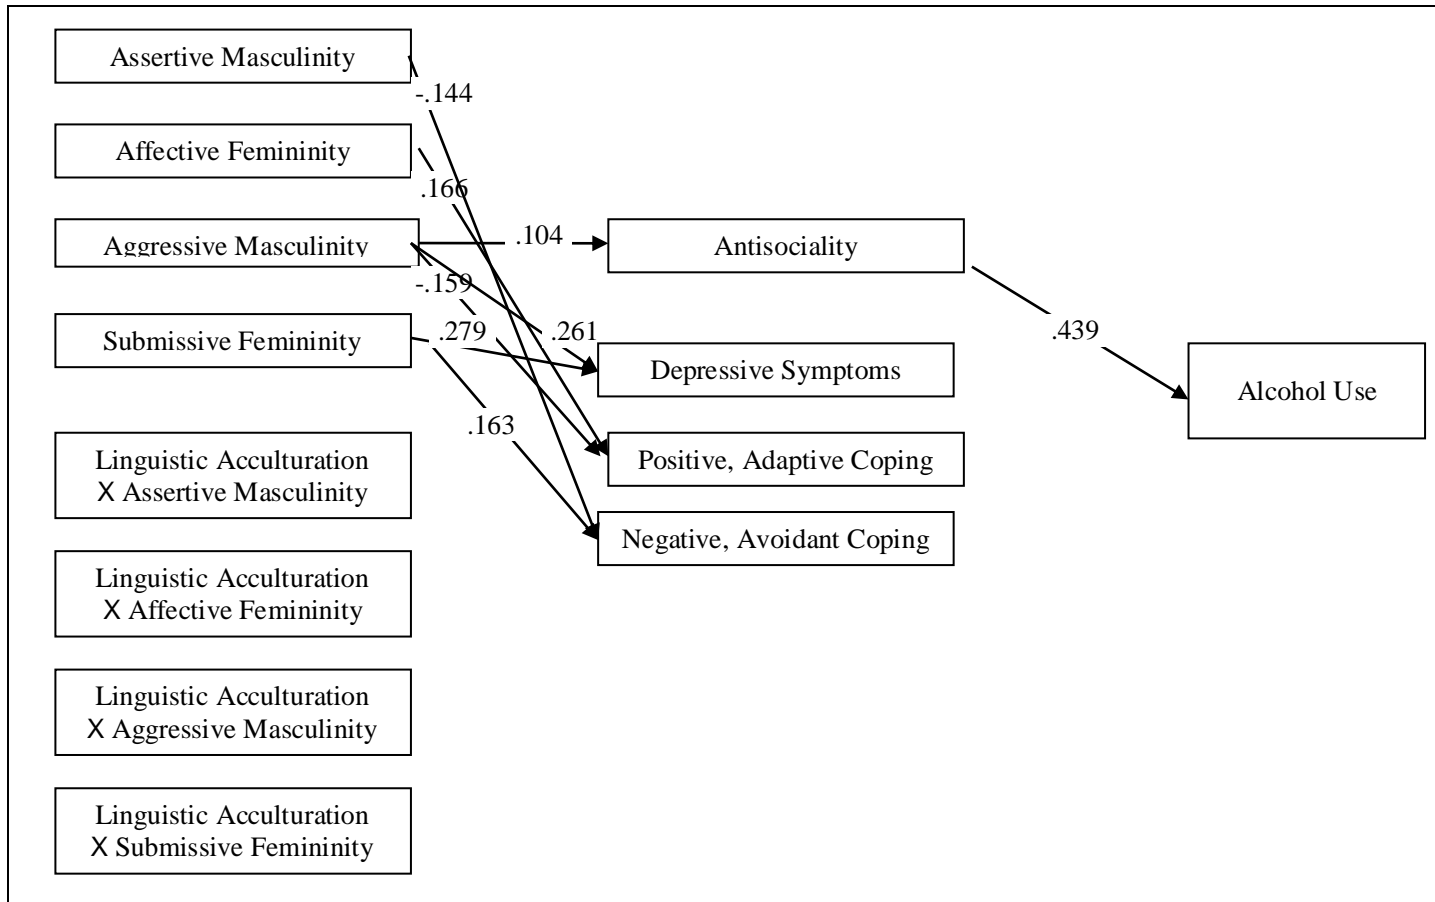 Assertive Masculinity
-.144
Affective Femininity
.166
Aggressive Masculinity
.104
Antisociality
-.159
Submissive Femininity
.279
.261
.439
Depressive Symptoms
Alcohol Use
.163
Linguistic Acculturation
X Assertive Masculinity
Positive, Adaptive Coping
Negative, Avoidant Coping
Linguistic Acculturation
X Affective Femininity
Linguistic Acculturation
X Aggressive Masculinity
Linguistic Acculturation
X Submissive Femininity